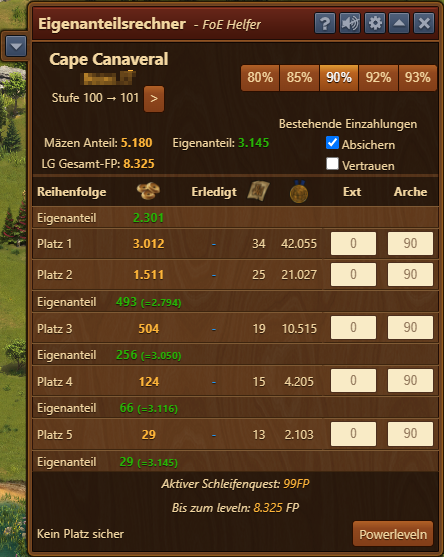 Eigenanteilsrechner - FoE Helfer ?
Cape Canaveral
Stufe 100 → 101 >
80% 85% 90% 92% 93%
Bestehende Einzahlungen
Mäzen Anteil: 5.180 Eigenanteil: 3.145 Absichern
LG Gesamt-FP: 8.325 Vertrauen
Reihenfolge Erledigt Ext Arche
Eigenanteil 2.301
Platz 1 3.012 - 34 42.055 0 90
Platz 2 1.511 - 25 21.027 0 90
Eigenanteil 493 (=2.794)
Platz 3 504 - 19 10.515 0 90
Eigenanteil 256 (=3.050)
Platz 4 124 - 15 4.205 0 90
Eigenanteil 66 (=3.116)
Platz 5 29 - 13 2.103 0 90
Eigenanteil 29 (=3.145)
Aktiver Schleifenquest: 99FP
Bis zum leveln: 8.325 FP
Kein Platz sicher Powerleveln